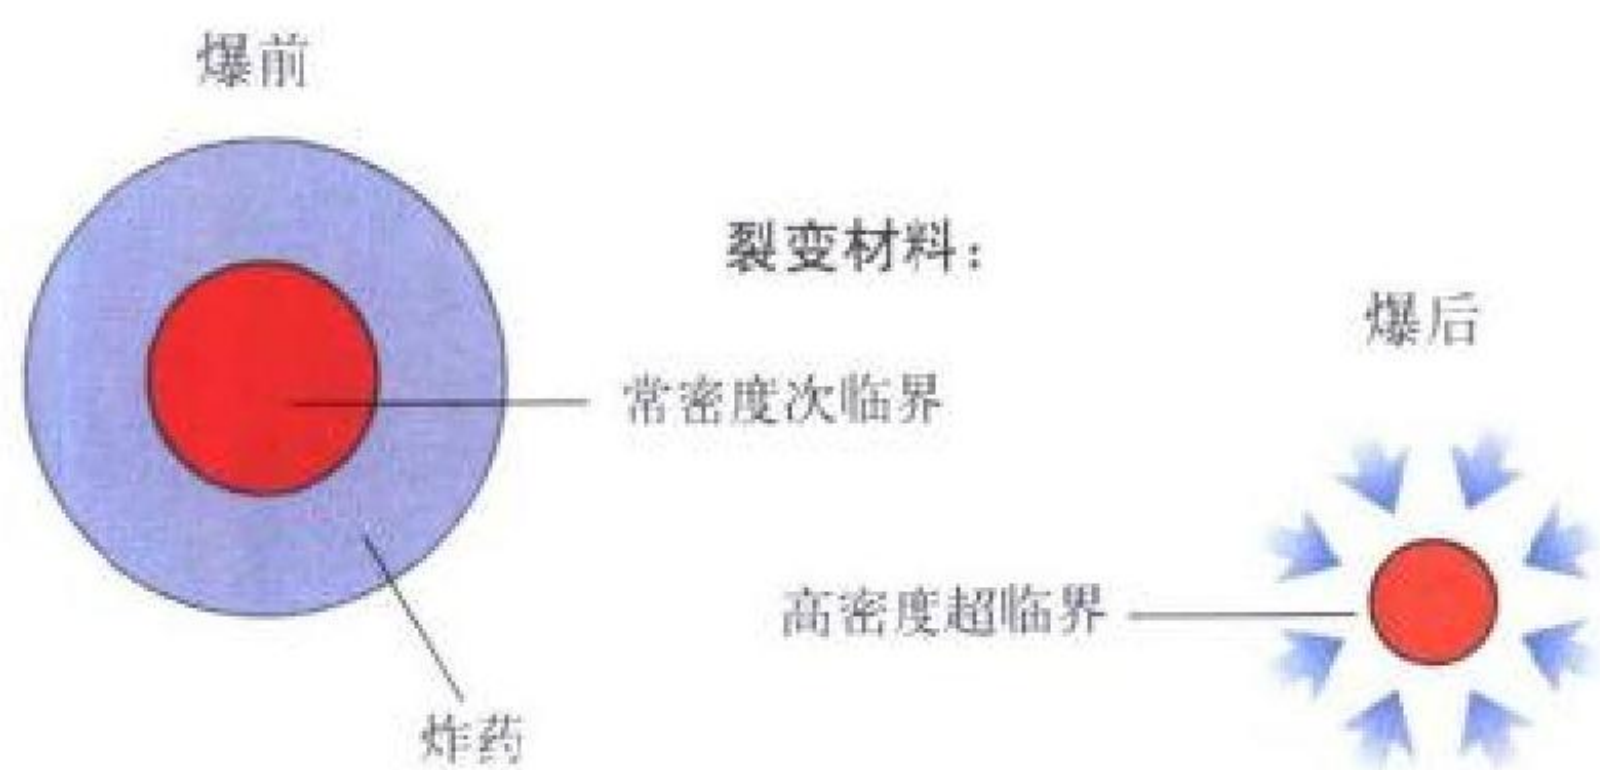 爆前
裂变材料：
爆后
常密度次临界
高密度超临界
炸药